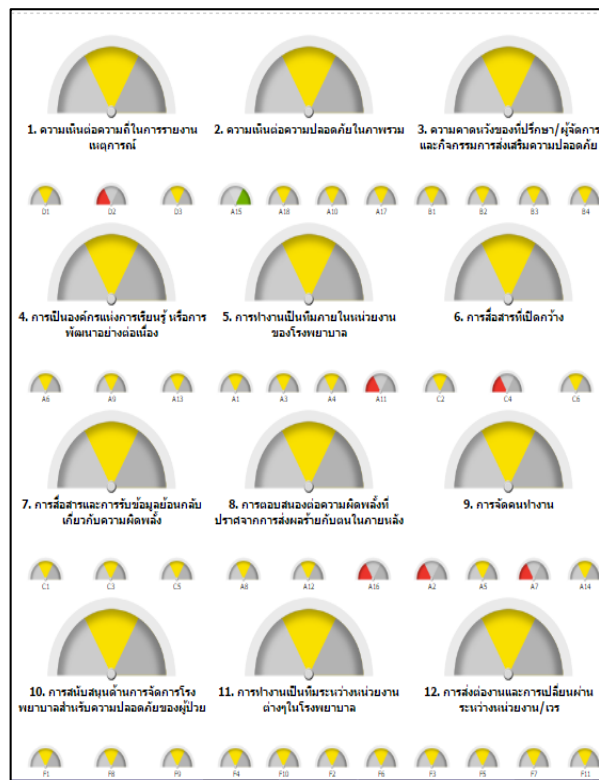 1. ความเห็นต่อความถี่ในการรายงาน
เหตุการณ์
2. ความเห็นต่อความปลอดภัยในภาพรวม
3. ความคาดหวังของที่ปรึกษา/ผู้จัดการ
และกิจกรรมการส่งเสริมความปลอดภัย
D1 D2 D3 A15 A18 A10 A17 B1 B2 B3 B4
4. การเป็นองค์กรแห่งการเรียนรู้ หรือการ
พัฒนาอย่างต่อเนื่อง
5. การทำงานเป็นทีมภายในหน่วยงาน
ของโรงพยาบาล
6. การสื่อสารที่เปิดกว้าง
A6 A9 A13 A1 A3 A4 A11 C2 C4 C6
7. การสื่อสารและการรับข้อมูลย้อนกลับ
เกี่ยวกับความผิดพลั้ง
8. การตอบสนองต่อความผิดพลั้งที่
ปราศจากการส่งผลร้ายกับตนในภายหลัง
9. การจัดคนทำงาน
C1 C3 C5 A8 A12 A16 A2 A5 A7 A14
10. การสนับสนุนด้านการจัดการโรง
พยาบาลสำหรับความปลอดภัยของผู้ป่วย
11. การทำงานเป็นทีมระหว่างหน่วยงาน
ต่างๆในโรงพยาบาล
12. การส่งต่องานและการเปลี่ยนผ่าน
ระหว่างหน่วยงาน/เวร
F1 F8 F9 F4 F10 F2 F6 F3 F5 F7 F11